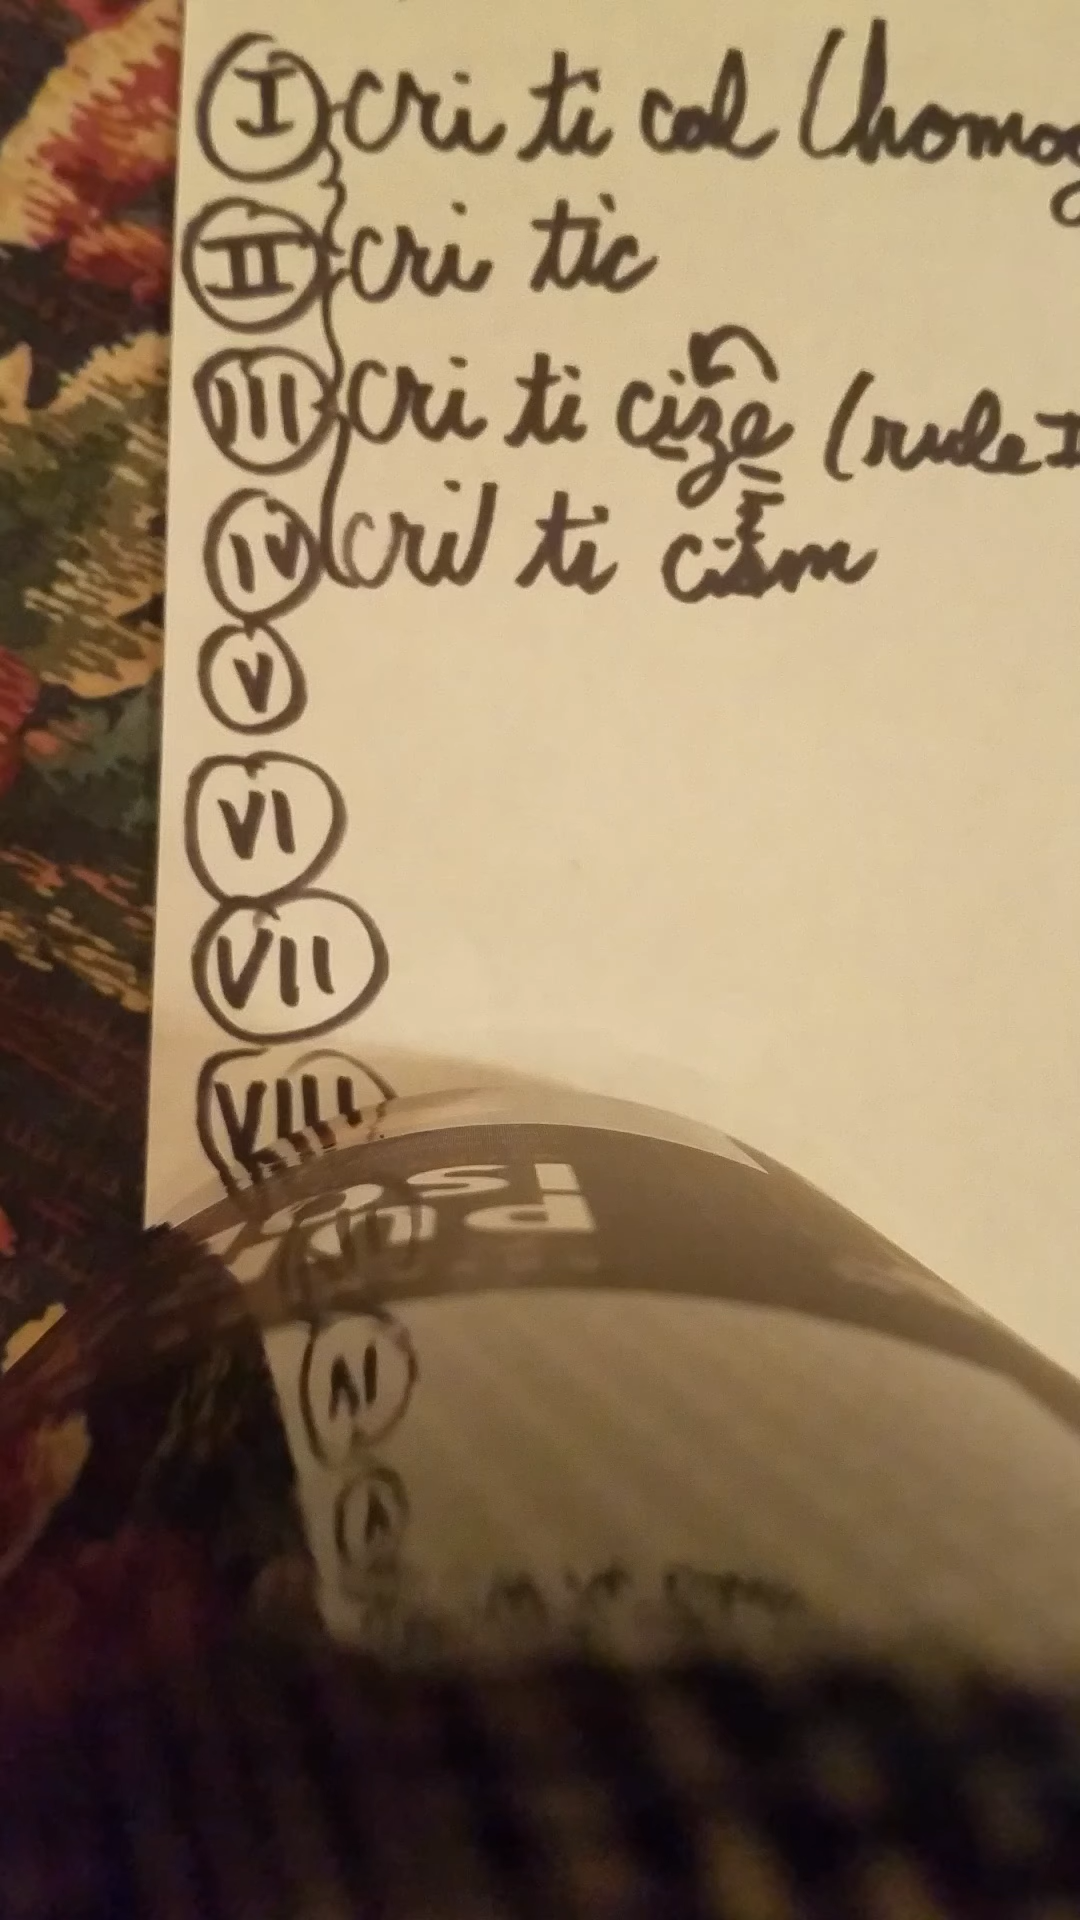 I cri ti cal (homog
II cri tic
III cri ti cize (rule I
IV cri ti cism
V
VI
VII
VIII